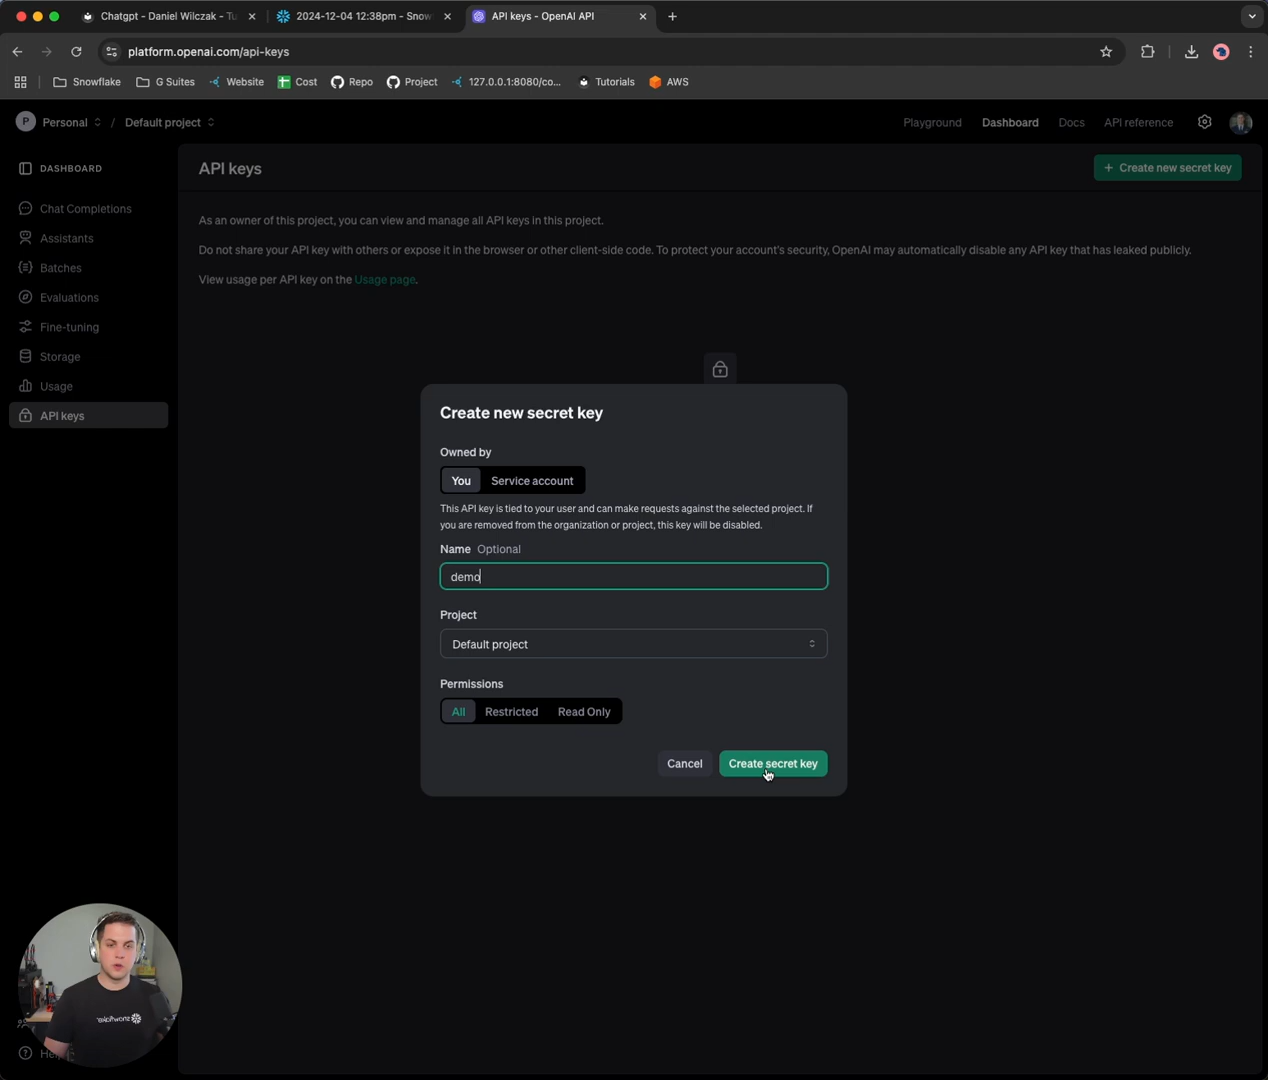 Chatgpt - Daniel Wilczak - Tu
2024-12-04 12:38pm - Snow
API keys - OpenAI API
platform.openai.com/api-keys
Snowflake
G Suites
Website
Cost
Repo
Project
127.0.0.1:8080/co...
Tutorials
AWS
P Personal / Default project
Playground
Dashboard
Docs
API reference
DASHBOARD
Chat Completions
Assistants
Batches
Evaluations
Fine-tuning
Storage
Usage
API keys
API keys
+ Create new secret key
As an owner of this project, you can view and manage all API keys in this project.
Do not share your API key with others or expose it in the browser or other client-side code. To protect your account's security, OpenAI may automatically disable any API key that has leaked publicly.
View usage per API key on the Usage page.
Create new secret key
Owned by
You
Service account
This API key is tied to your user and can make requests against the selected project. If
you are removed from the organization or project, this key will be disabled.
Name Optional
demo
Project
Default project
Permissions
All
Restricted
Read Only
Cancel
Create secret key